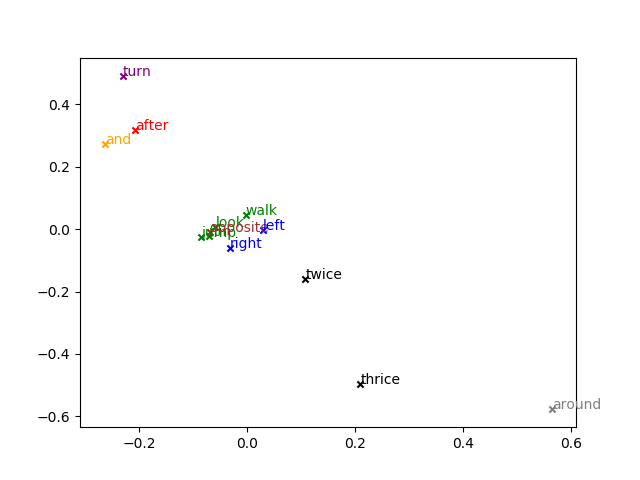 turn
0.4
after
and
0.2
walk
look
opposite
left
0.0
jump
right
−0.2
twice
−0.4
thrice
around
−0.6
−0.2
0.0
0.2
0.4
0.6